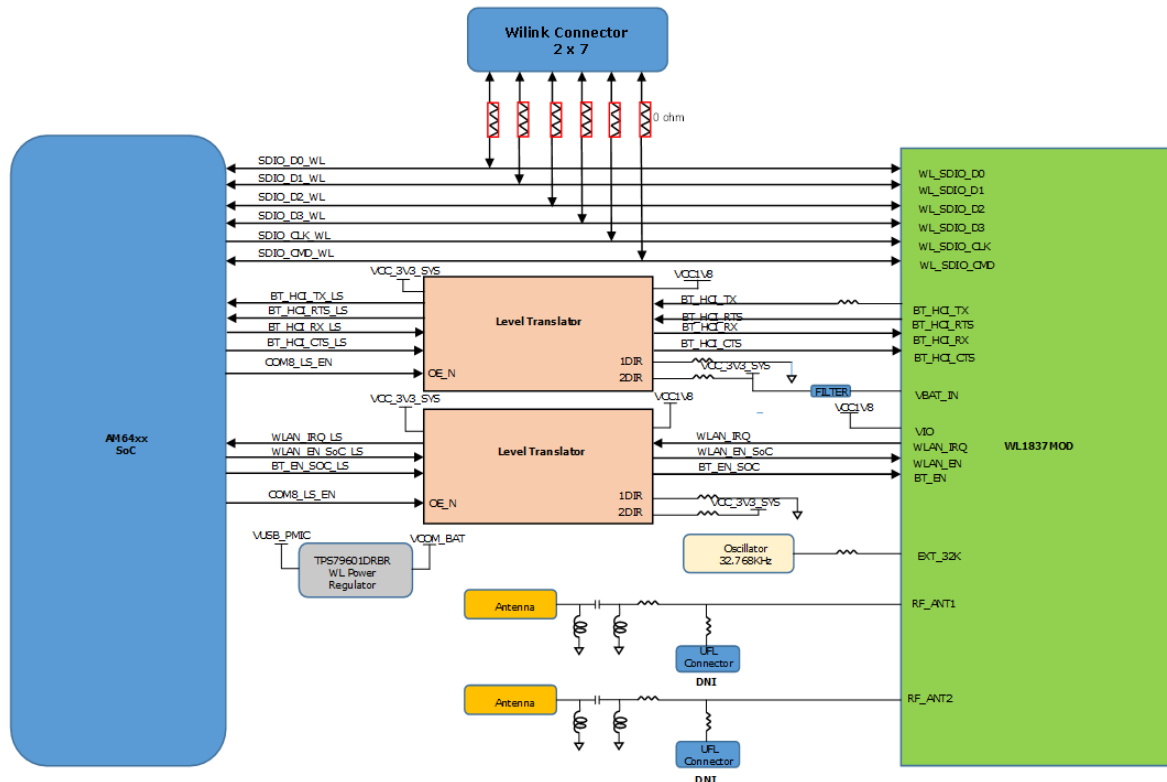 Wilink Connector
2 x 7
0 ohm
SDIO_D0_WL
SDIO_D1_WL
SDIO_D2_WL
SDIO_D3_WL
SDIO_CLK_WL
SDIO_CMD_WL
WL_SDIO_D0
WL_SDIO_D1
WL_SDIO_D2
WL_SDIO_D3
WL_SDIO_CLK
WL_SDIO_CMD
VCC_3V3_SYS
VCC1V8
BT_HCI_TX_LS
BT_HCI_RTS_LS
BT_HCI_RX_LS
BT_HCI_CTS_LS
COM8_LS_EN
Level Translator
OE_N
1DIR
2DIR
BT_HCI_TX
BT_HCI_RTS
BT_HCI_RX
BT_HCI_CTS
VCC_3V3_SYS
FILTER
BT_HCI_TX
BT_HCI_RTS
BT_HCI_RX
BT_HCI_CTS
VBAT_IN
VCC_3V3_SYS
VCC1V8
VCC1V8
VIO
AM64xx
SoC
WLAN_IRQ_LS
WLAN_EN_SoC_LS
BT_EN_SOC_LS
COM8_LS_EN
Level Translator
OE_N
1DIR
2DIR
WLAN_IRQ
WLAN_EN_SoC
BT_EN_SOC
VCC_3V3_SYS
WLAN_IRQ
WLAN_EN
BT_EN
WL1837MOD
VUSB_PMIC
VCOM_BAT
TPS79601DRBR
WL Power
Regulator
Oscillator
32.768KHz
EXT_32K
Antenna
RF_ANT1
UFL
Connector
DNI
Antenna
RF_ANT2
UFL
Connector
DNI